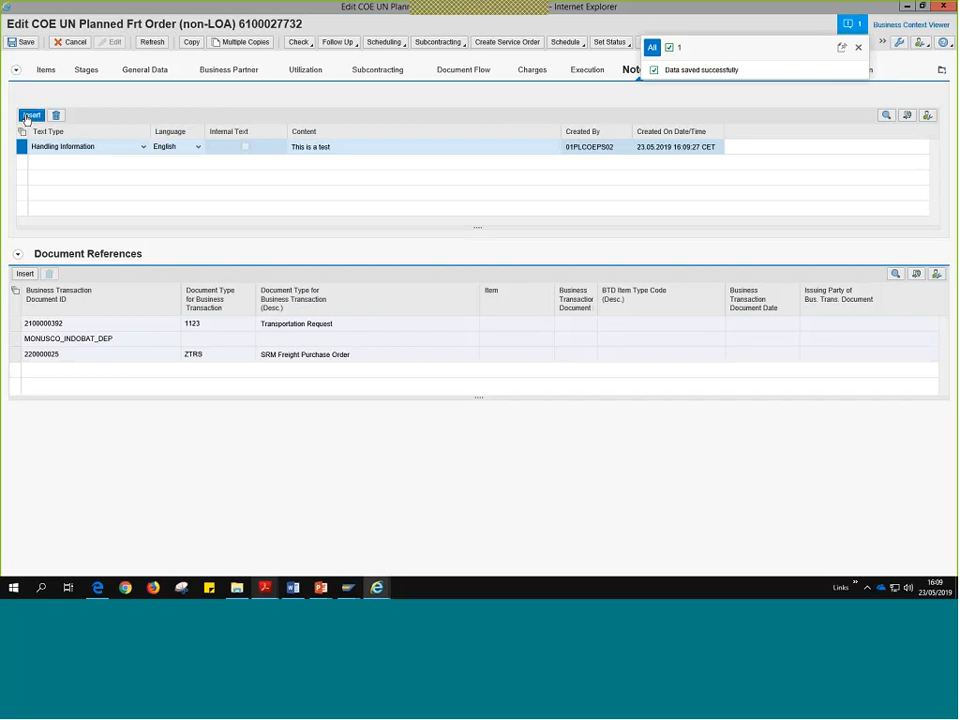 Edit COE UN Plann
- Internet Explorer
Edit COE UN Planned Frt Order (non-LOA) 6100027732
1
Business Context Viewer
Save Cancel Edit Refresh Copy Multiple Copies Check Follow Up Scheduling Subcontracting Create Service Order Schedule Set Status
All 1
Items Stages General Data Business Partner Utilization Subcontracting Document Flow Charges Execution Note
Data saved successfully
Insert
Text Type Language Internal Text Content Created By Created On Date/Time
Handling Information English This is a test 01PLCOEPS02 23.05.2019 16:09:27 CET
Document References
Insert
Business Transaction Document ID
Document Type for Business Transaction
Document Type for Business Transaction (Desc.)
Item
Business Transaction Document
BTD Item Type Code (Desc.)
Business Transaction Document Date
Issuing Party of Bus. Trans. Document
2100000392 1123 Transportation Request
MONUSCO_INDOBAT_DEP
220000025 ZTRS SRM Freight Purchase Order
Links
16:09
23/05/2019